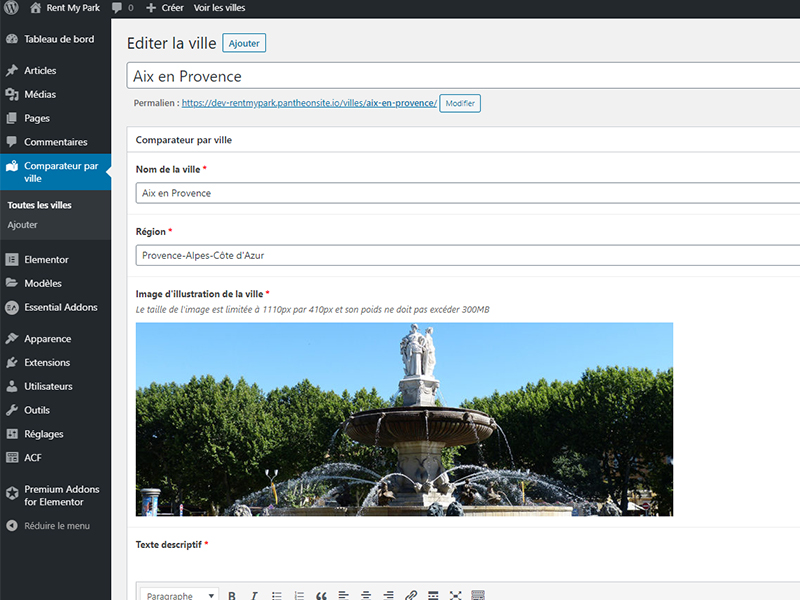 Rent My Park 0 Créer Voir les villes
Tableau de bord
Articles
Médias
Pages
Commentaires
Comparateur par
ville
Toutes les villes
Ajouter
Elementor
Modèles
Essential Addons
Apparence
Extensions
Utilisateurs
Outils
Réglages
ACF
Premium Addons
for Elementor
Réduire le menu
Editer la ville Ajouter
Aix en Provence
Permalien : https://dev-rentmypark.pantheonsite.io/villes/aix-en-provence/ Modifier
Comparateur par ville
Nom de la ville *
Aix en Provence
Région *
Provence-Alpes-Côte d'Azur
Image d'illustration de la ville *
Le taille de l'image est limitée à 1110px par 410px et son poids ne doit pas excéder 300MB
Texte descriptif *
Paragraphe